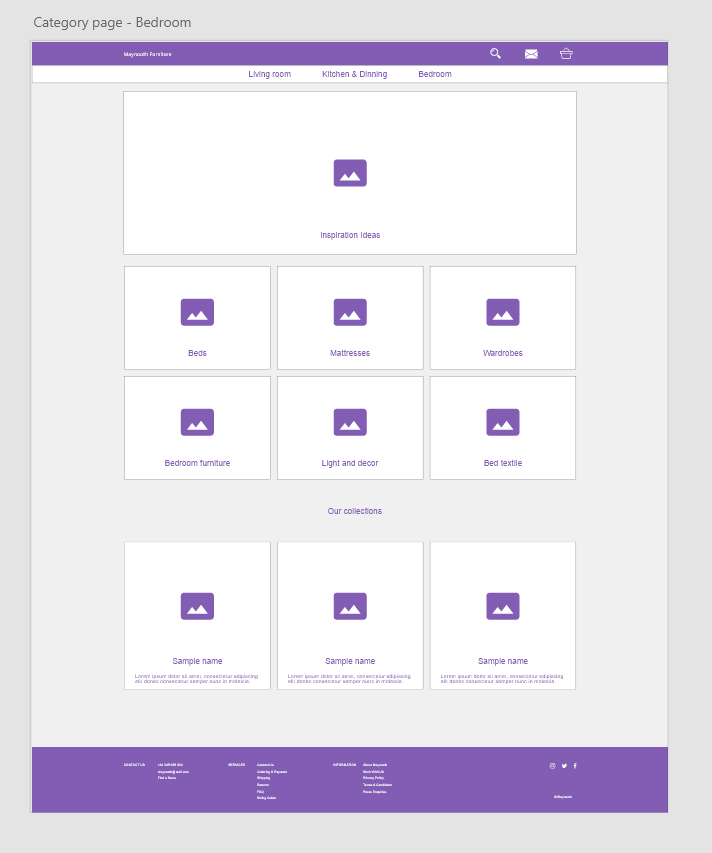 Category page - Bedroom
Maynooth Furniture
Living room Kitchen & Dinning Bedroom
Inspiration Ideas
Beds Mattresses Wardrobes
Bedroom furniture Light and decor Bed textile
Our collections
Sample name Sample name Sample name
Lorem ipsum dolor sit amet, consectetur adipiscing Lorem ipsum dolor sit amet, consectetur adipiscing Lorem ipsum dolor sit amet, consectetur adipiscing
elit donec consectetur semper nunc in molestie. elit donec consectetur semper nunc in molestie. elit donec consectetur semper nunc in molestie.
CONTACT US
Find a Store
SERVICES
Contact Us
Ordering & Payment
Shipping
Returns
FAQ
Sizing Guide
INFORMATION
About Maynooth
Work With Us
Privacy Policy
Terms & Conditions
Press Enquiries